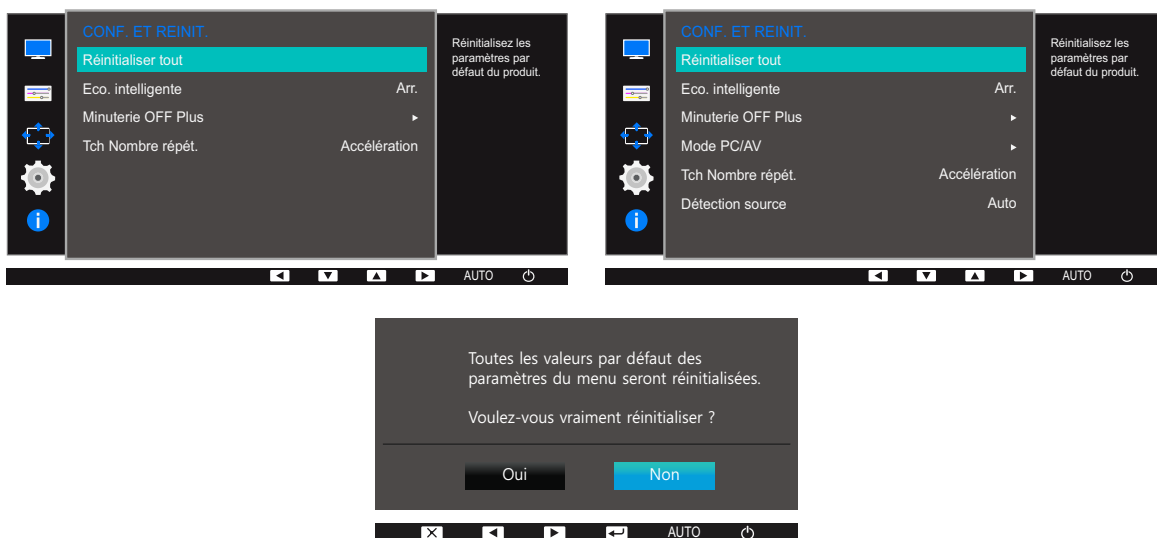 CONF. ET REINIT.
Réinitialiser tout
Eco. intelligente Arr.
Minuterie OFF Plus
Tch Nombre répét. Accélération
Réinitialisez les
paramètres par
défaut du produit.
AUTO
CONF. ET REINIT.
Réinitialiser tout
Eco. intelligente Arr.
Minuterie OFF Plus
Mode PC/AV
Tch Nombre répét. Accélération
Détection source Auto
Réinitialisez les
paramètres par
défaut du produit.
AUTO
Toutes les valeurs par défaut des
paramètres du menu seront réinitialisées.
Voulez-vous vraiment réinitialiser ?
Oui Non
AUTO